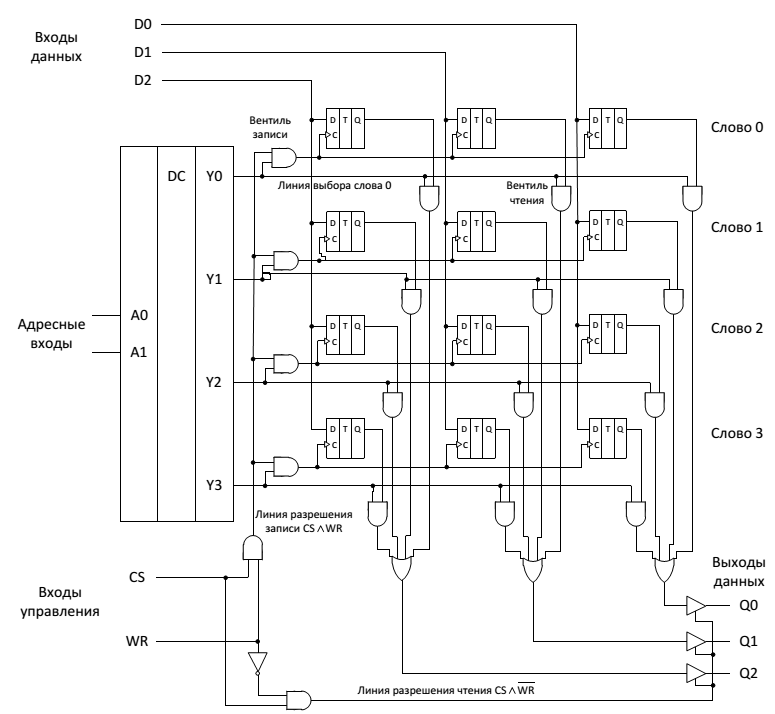 Входы
данных
D0
D1
D2
Вентиль
записи
D T Q
C
D T Q
C
D T Q
C
Слово 0
DC
Y0
Линия выбора слова 0
Вентиль
чтения
D T Q
C
D T Q
C
D T Q
C
Слово 1
Y1
Адресные
входы
A0
A1
D T Q
C
D T Q
C
D T Q
C
Слово 2
Y2
D T Q
C
D T Q
C
D T Q
C
Слово 3
Y3
Линия разрешения
записи CS ∧ WR
Входы
управления
CS
WR
Выходы
данных
Q0
Q1
Q2
Линия разрешения чтения CS ∧ W̅R̅